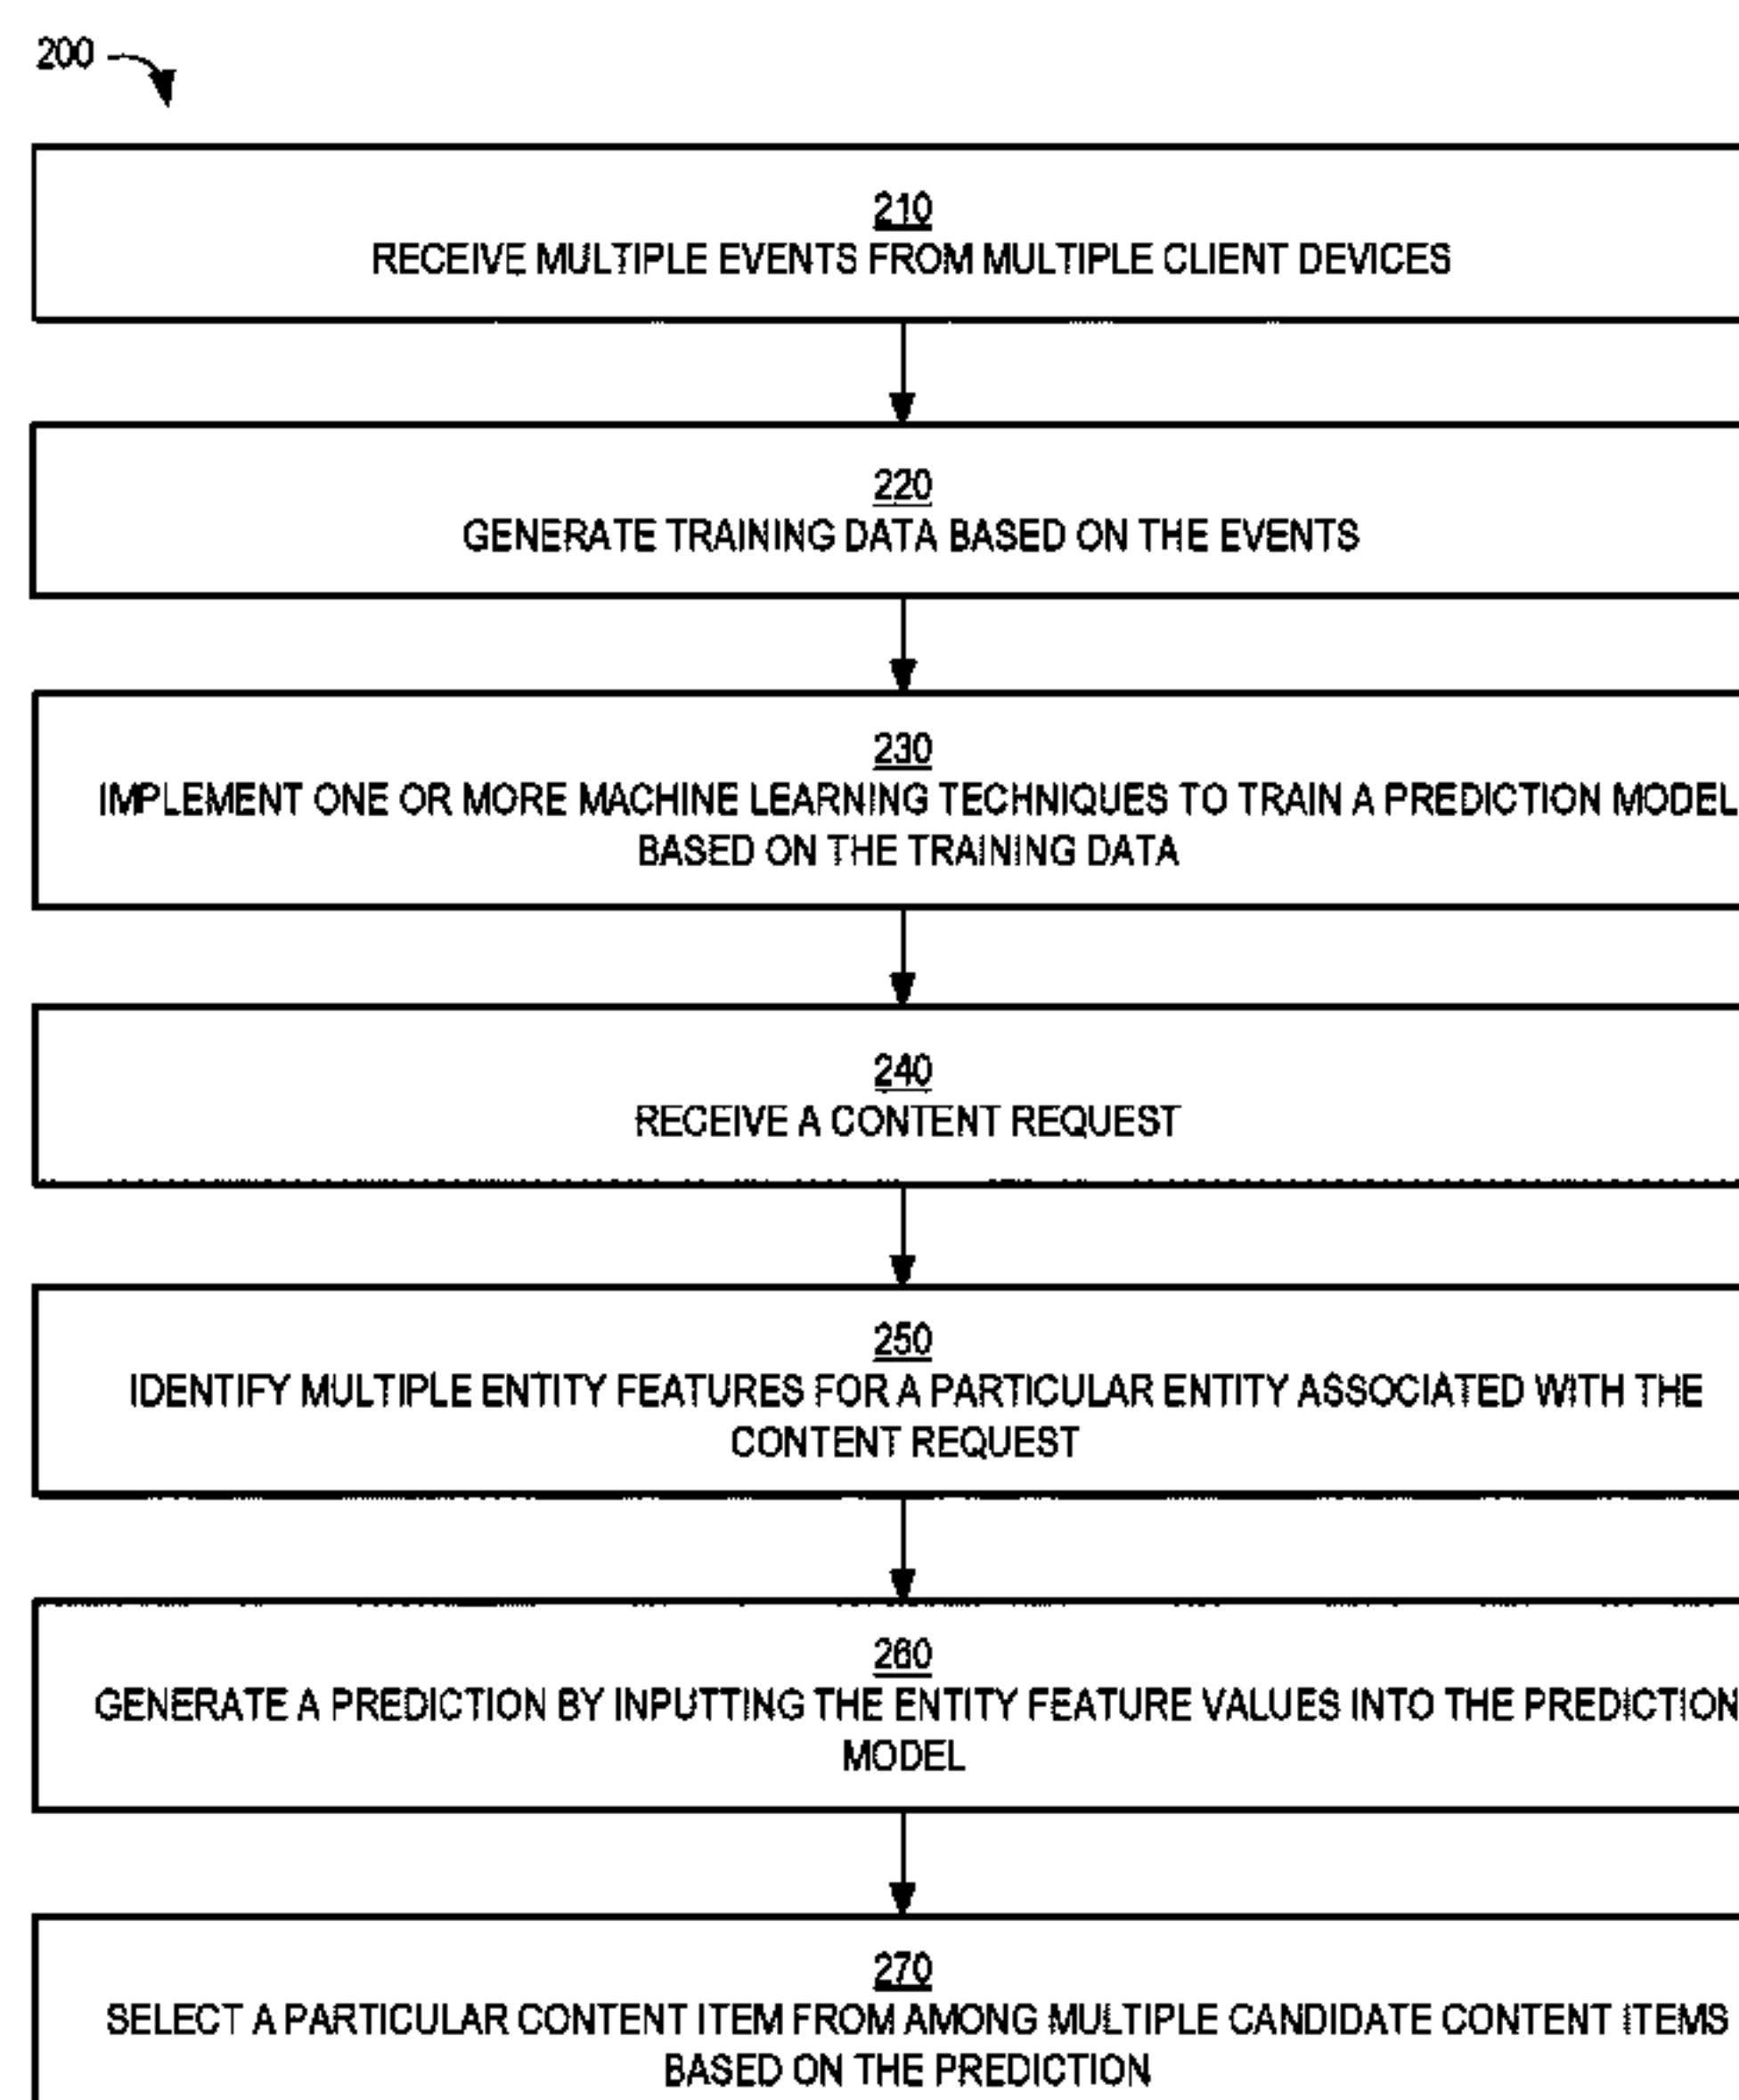 200
210
RECEIVE MULTIPLE EVENTS FROM MULTIPLE CLIENT DEVICES
220
GENERATE TRAINING DATA BASED ON THE EVENTS
230
IMPLEMENT ONE OR MORE MACHINE LEARNING TECHNIQUES TO TRAIN A PREDICTION MODEL
BASED ON THE TRAINING DATA
240
RECEIVE A CONTENT REQUEST
250
IDENTIFY MULTIPLE ENTITY FEATURES FOR A PARTICULAR ENTITY ASSOCIATED WITH THE
CONTENT REQUEST
260
GENERATE A PREDICTION BY INPUTTING THE ENTITY FEATURE VALUES INTO THE PREDICTION
MODEL
270
SELECT A PARTICULAR CONTENT ITEM FROM AMONG MULTIPLE CANDIDATE CONTENT ITEMS
BASED ON THE PREDICTION